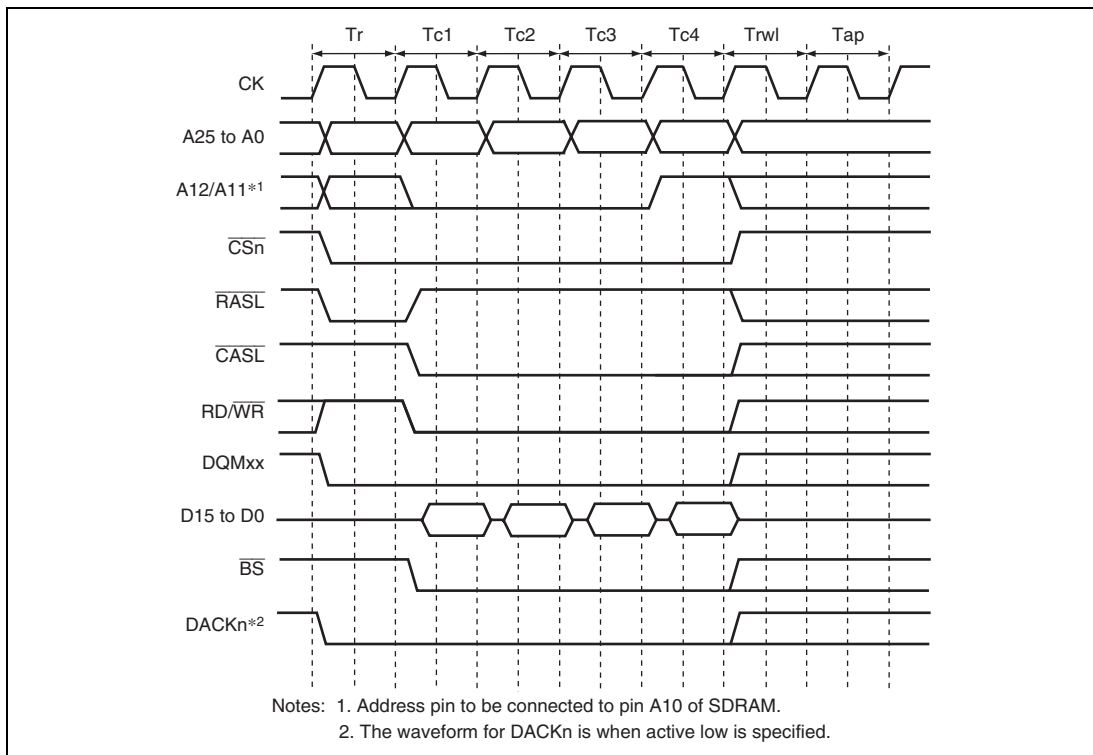 Tr Tc1 Tc2 Tc3 Tc4 Trwl Tap
CK
A25 to A0
A12/A11*1
CSn
RASL
CASL
RD/WR
DQMxx
D15 to D0
BS
DACKn*2
Notes: 1. Address pin to be connected to pin A10 of SDRAM.
2. The waveform for DACKn is when active low is specified.